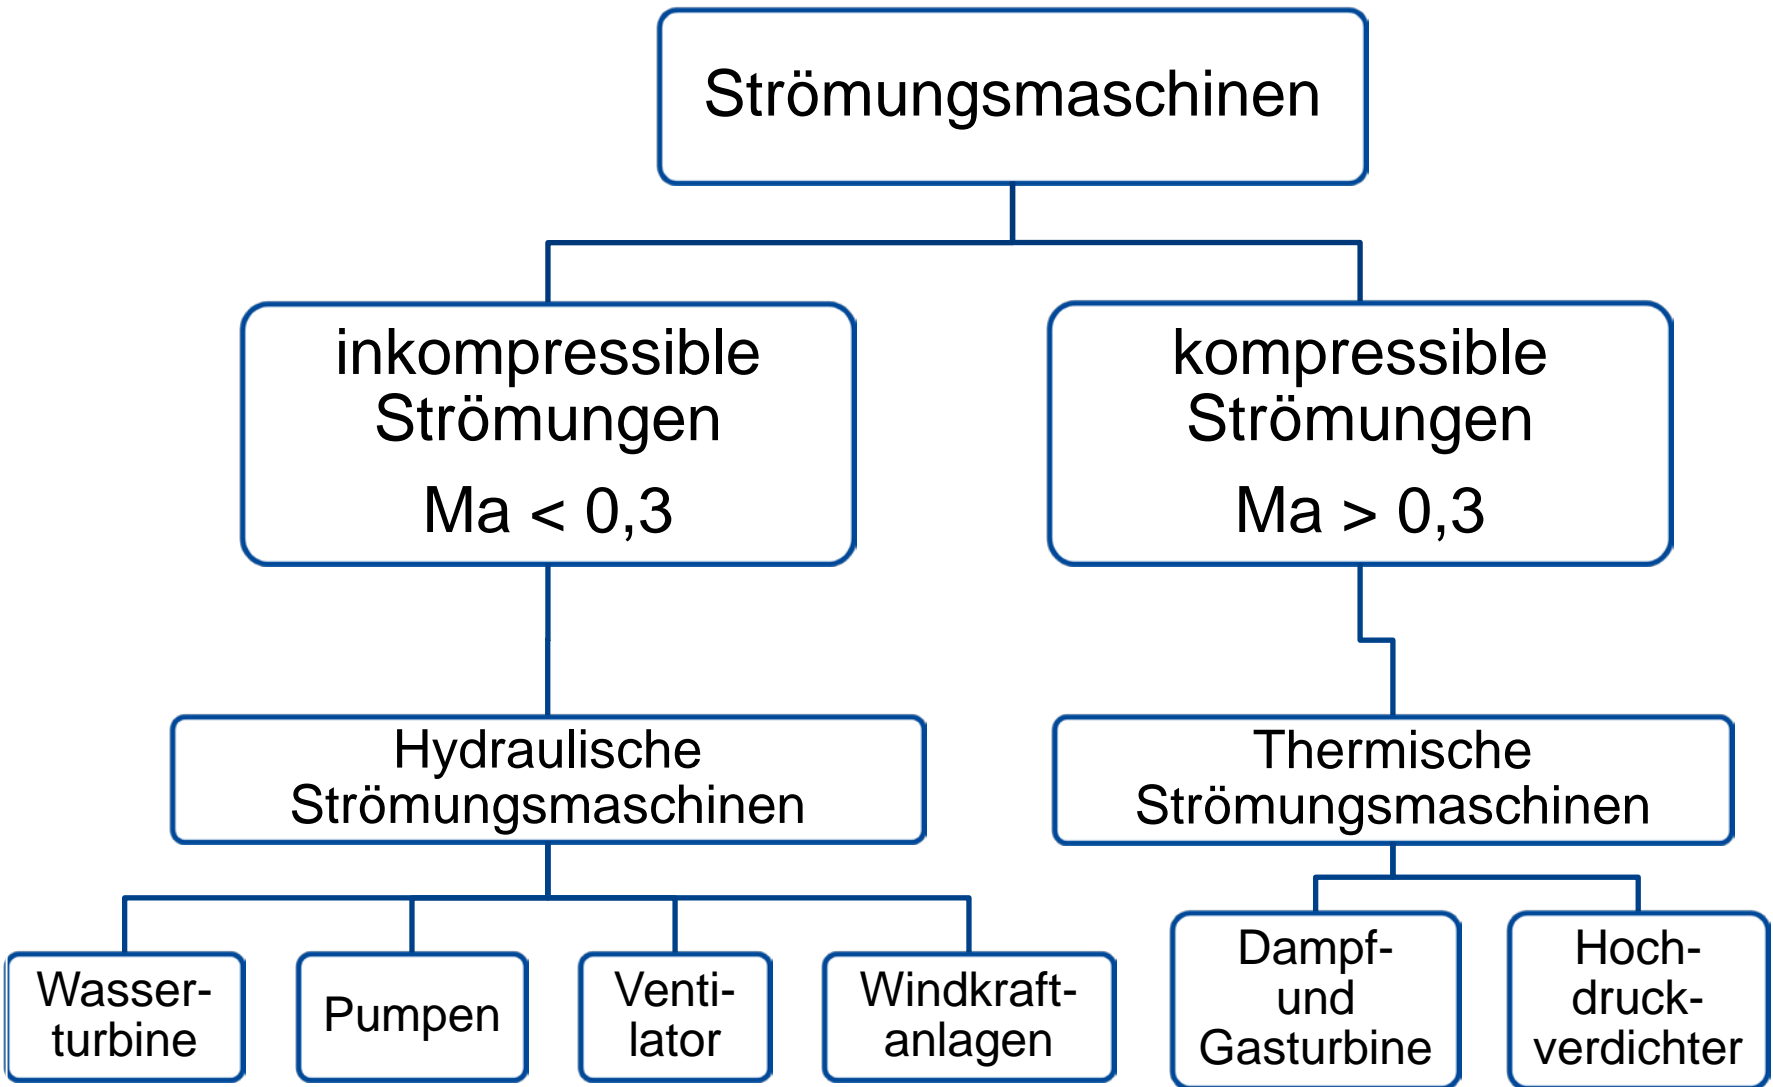 Strömungsmaschinen
inkompressible
Strömungen
Ma < 0,3
kompressible
Strömungen
Ma > 0,3
Hydraulische
Strömungsmaschinen
Thermische
Strömungsmaschinen
Wasser-
turbine
Pumpen
Venti-
lator
Windkraft-
anlagen
Dampf-
und
Gasturbine
Hoch-
druck-
verdichter